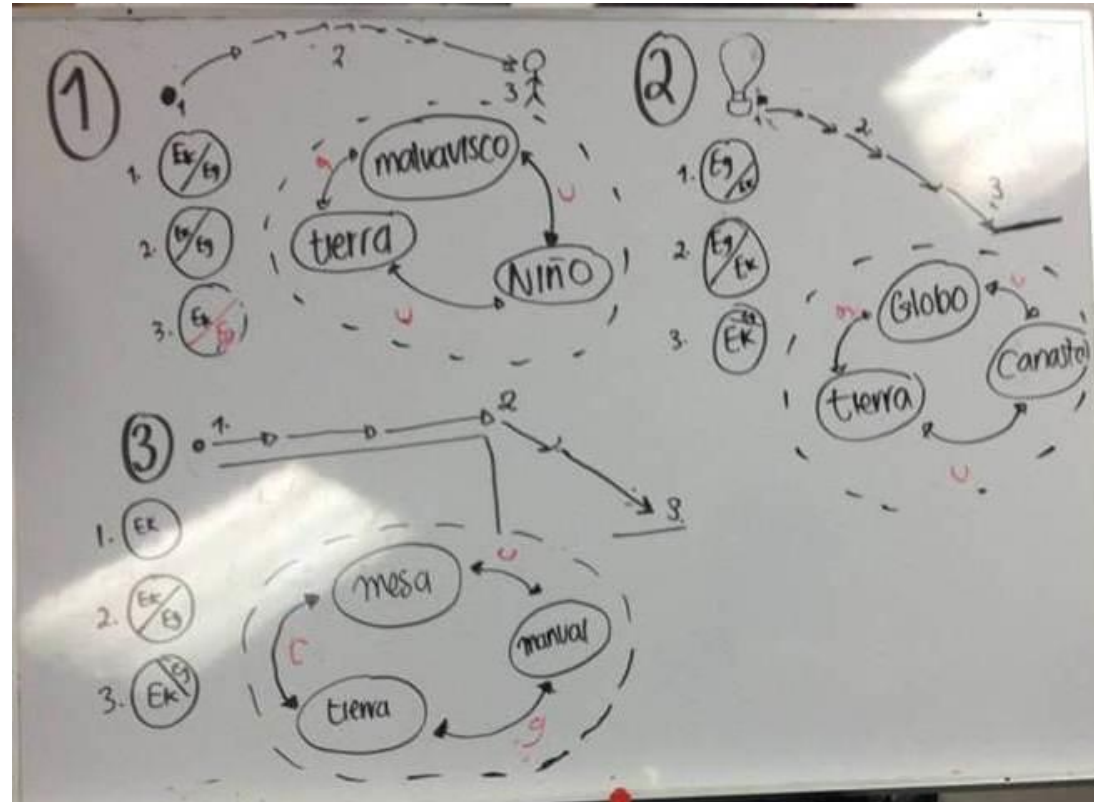 1
2
1
3
1. Ek/Eg
2. Ek/Eg
3. Ek/Eg
malvavisco
g
tierra
u
Niño
u
2
1.
2
3
1. Eg/Ek
2. Eg/Ek
3. Eg/Ek
Globo
u
Canasta
tierra
u
3
1.
2
3.
1. Ek
2. Ek/Eg
3. Ek/Eg
mesa
u
manual
C
tierra
g